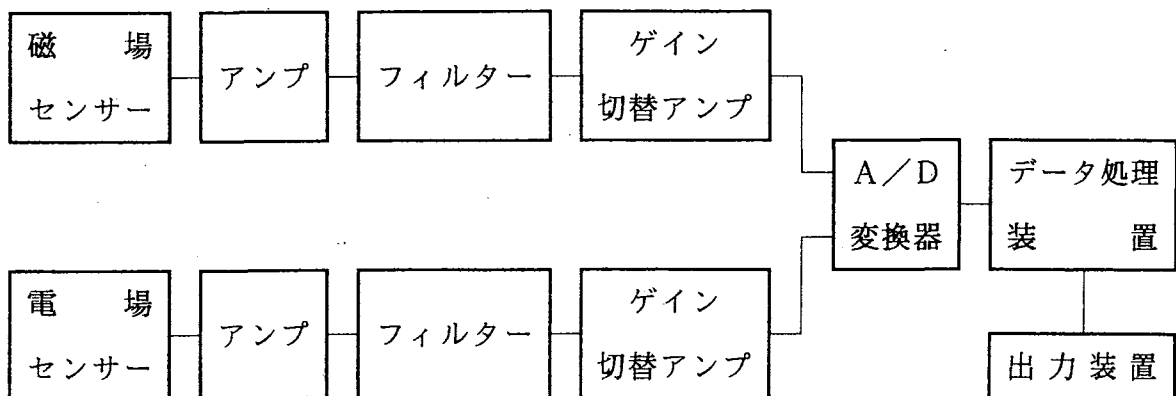 磁場
センサー
アンプ
フィルター
ゲイン
切替アンプ
A/D
変換器
データ処理
装置
電場
センサー
アンプ
フィルター
ゲイン
切替アンプ
出力装置